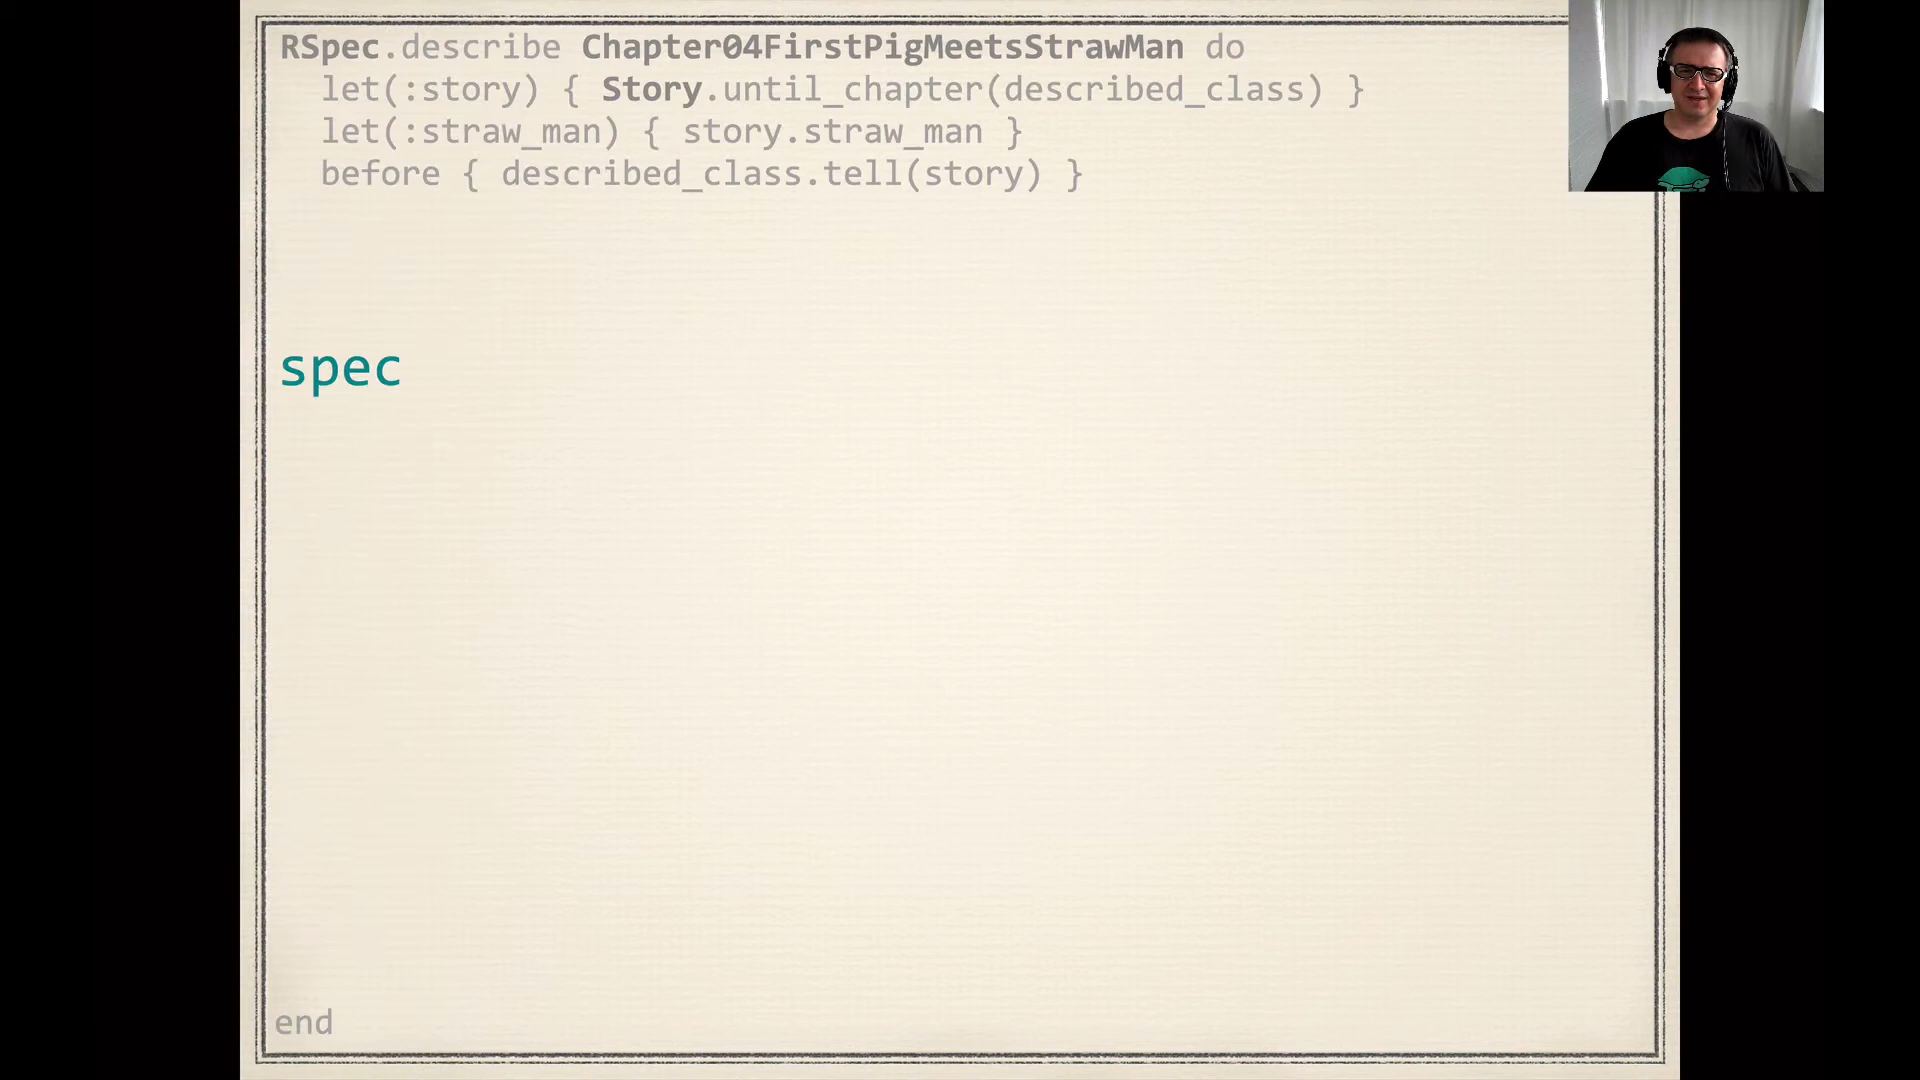 RSpec.describe Chapter04FirstPigMeetsStrawMan do
  let(:story) { Story.until_chapter(described_class) }
  let(:straw_man) { story.straw_man }
  before { described_class.tell(story) }
spec
end